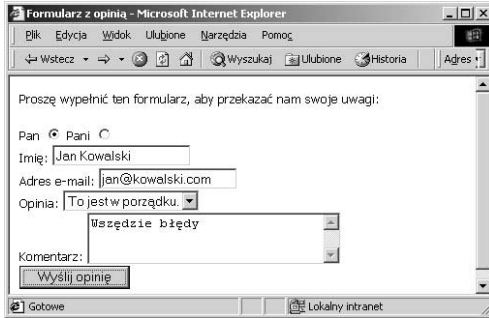 Formularz z opinią - Microsoft Internet Explorer
Plik Edycja Widok Ulubione Narzędzia Pomoc
Wstecz Wyszukaj Ulubione Historia Adres
Proszę wypełnić ten formularz, aby przekazać nam swoje uwagi:
Pan Pani
Imię: Jan Kowalski
Adres e-mail: jan@kowalski.com
Opinia: To jest w porządku.
Wszędzie błędy
Komentarz:
Wyślij opinię
Gotowe Lokalny intranet